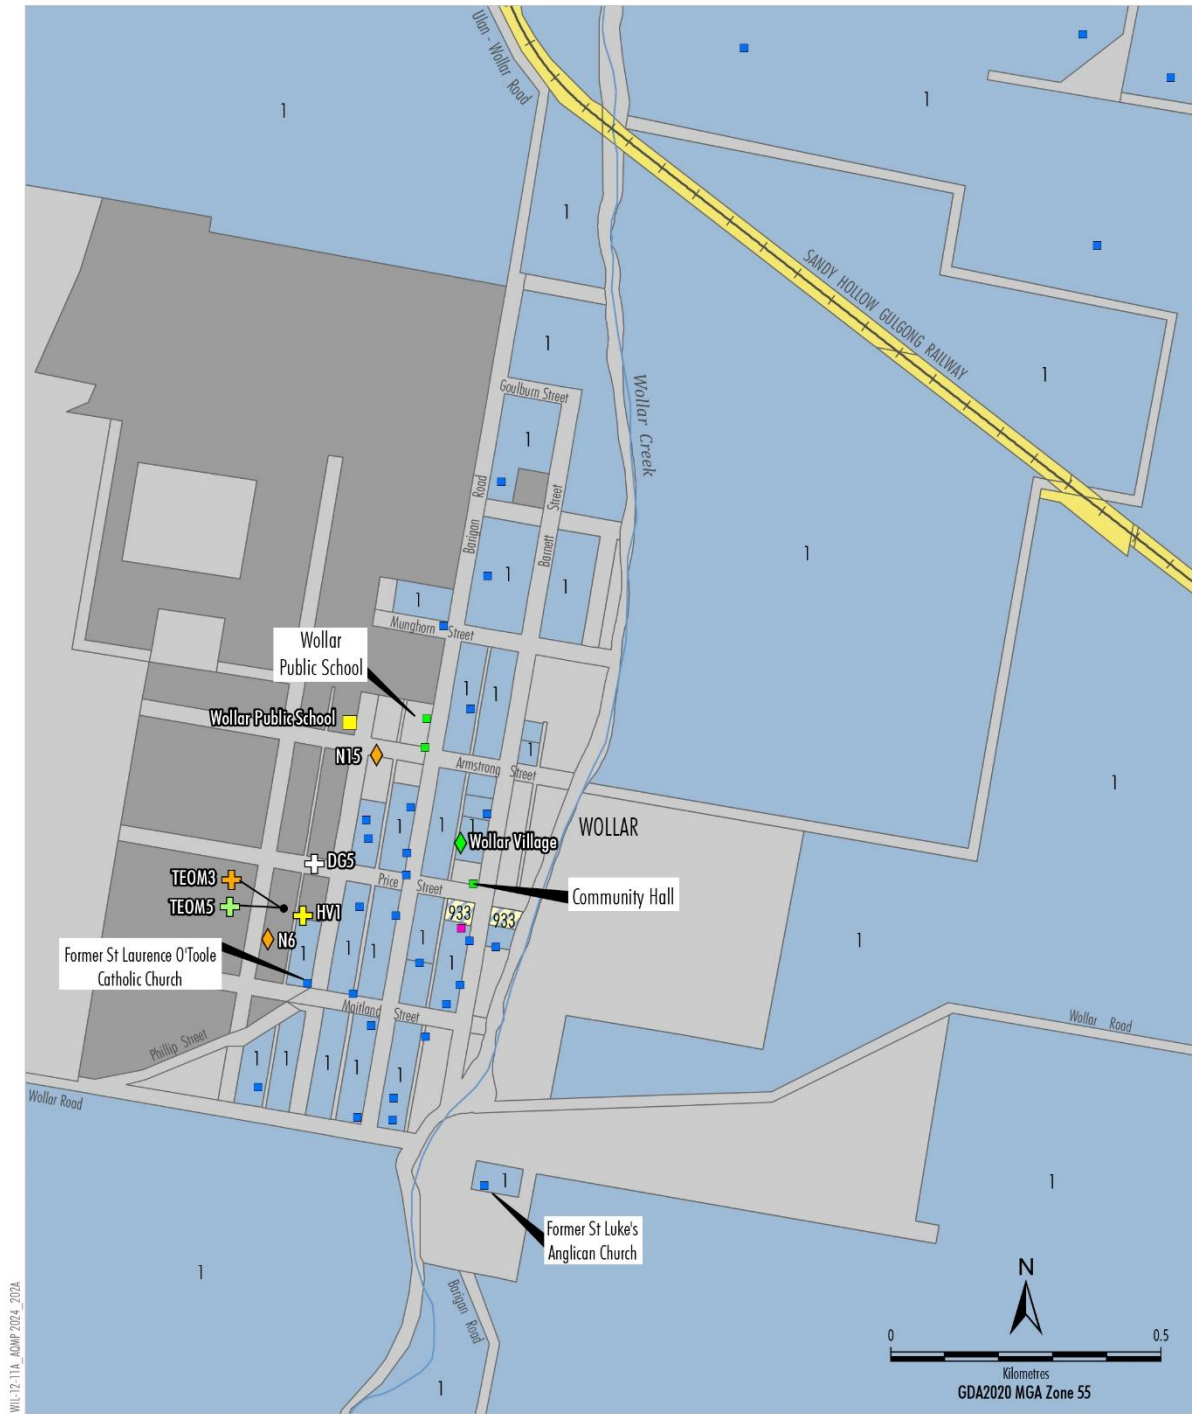 Ulan - Wollar Road
1
1
1
SANDY HOLLOW GULGONG RAILWAY
1
1
Goulburn Street
Wollar Creek
1
Barigan Road
Barnett Street
1
1
1
1
Munghorn Street
Wollar
Public School
1
1
Wollar Public School
N15
Armstrong Street
1
1
1
1
1
Wollar Village
WOLLAR
DG5
TEOM3
Price Street
Community Hall
TEOM5
HV1
933
933
N6
1
1
1
1
1
Former St Laurence O'Toole
Catholic Church
Maitland Street
Phillip Street
Wollar Road
1
1
1
1
1
Wollar Road
1
1
Former St Luke's
Anglican Church
1
Barigan Road
1
N
0 0.5
Kilometres
GDA2020 MGA Zone 55
WIL-12-11A_AQMP 2024_202A